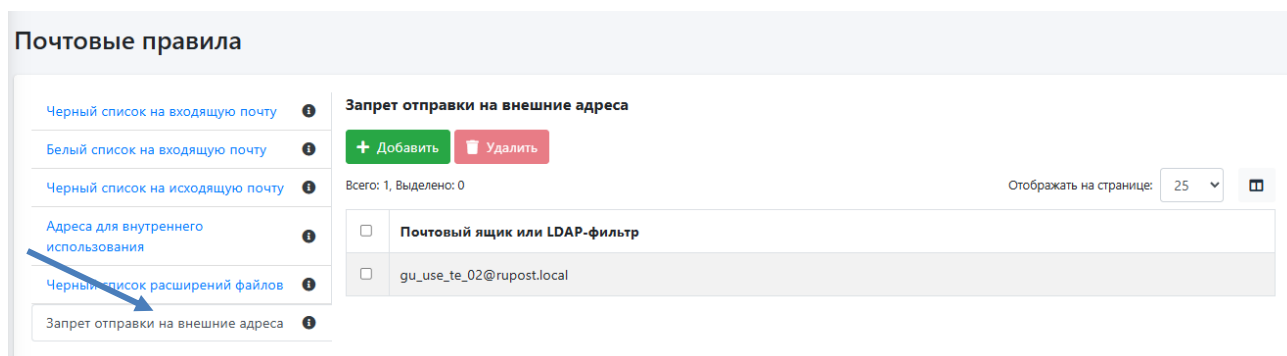 Почтовые правила
Черный список на входящую почту
Белый список на входящую почту
Черный список на исходящую почту
Адреса для внутреннего
использования
Черный список расширений файлов
Запрет отправки на внешние адреса
Запрет отправки на внешние адреса
+ Добавить
Удалить
Всего: 1, Выделено: 0
Отображать на странице: 25
Почтовый ящик или LDAP-фильтр
gu_use_te_02@rupost.local